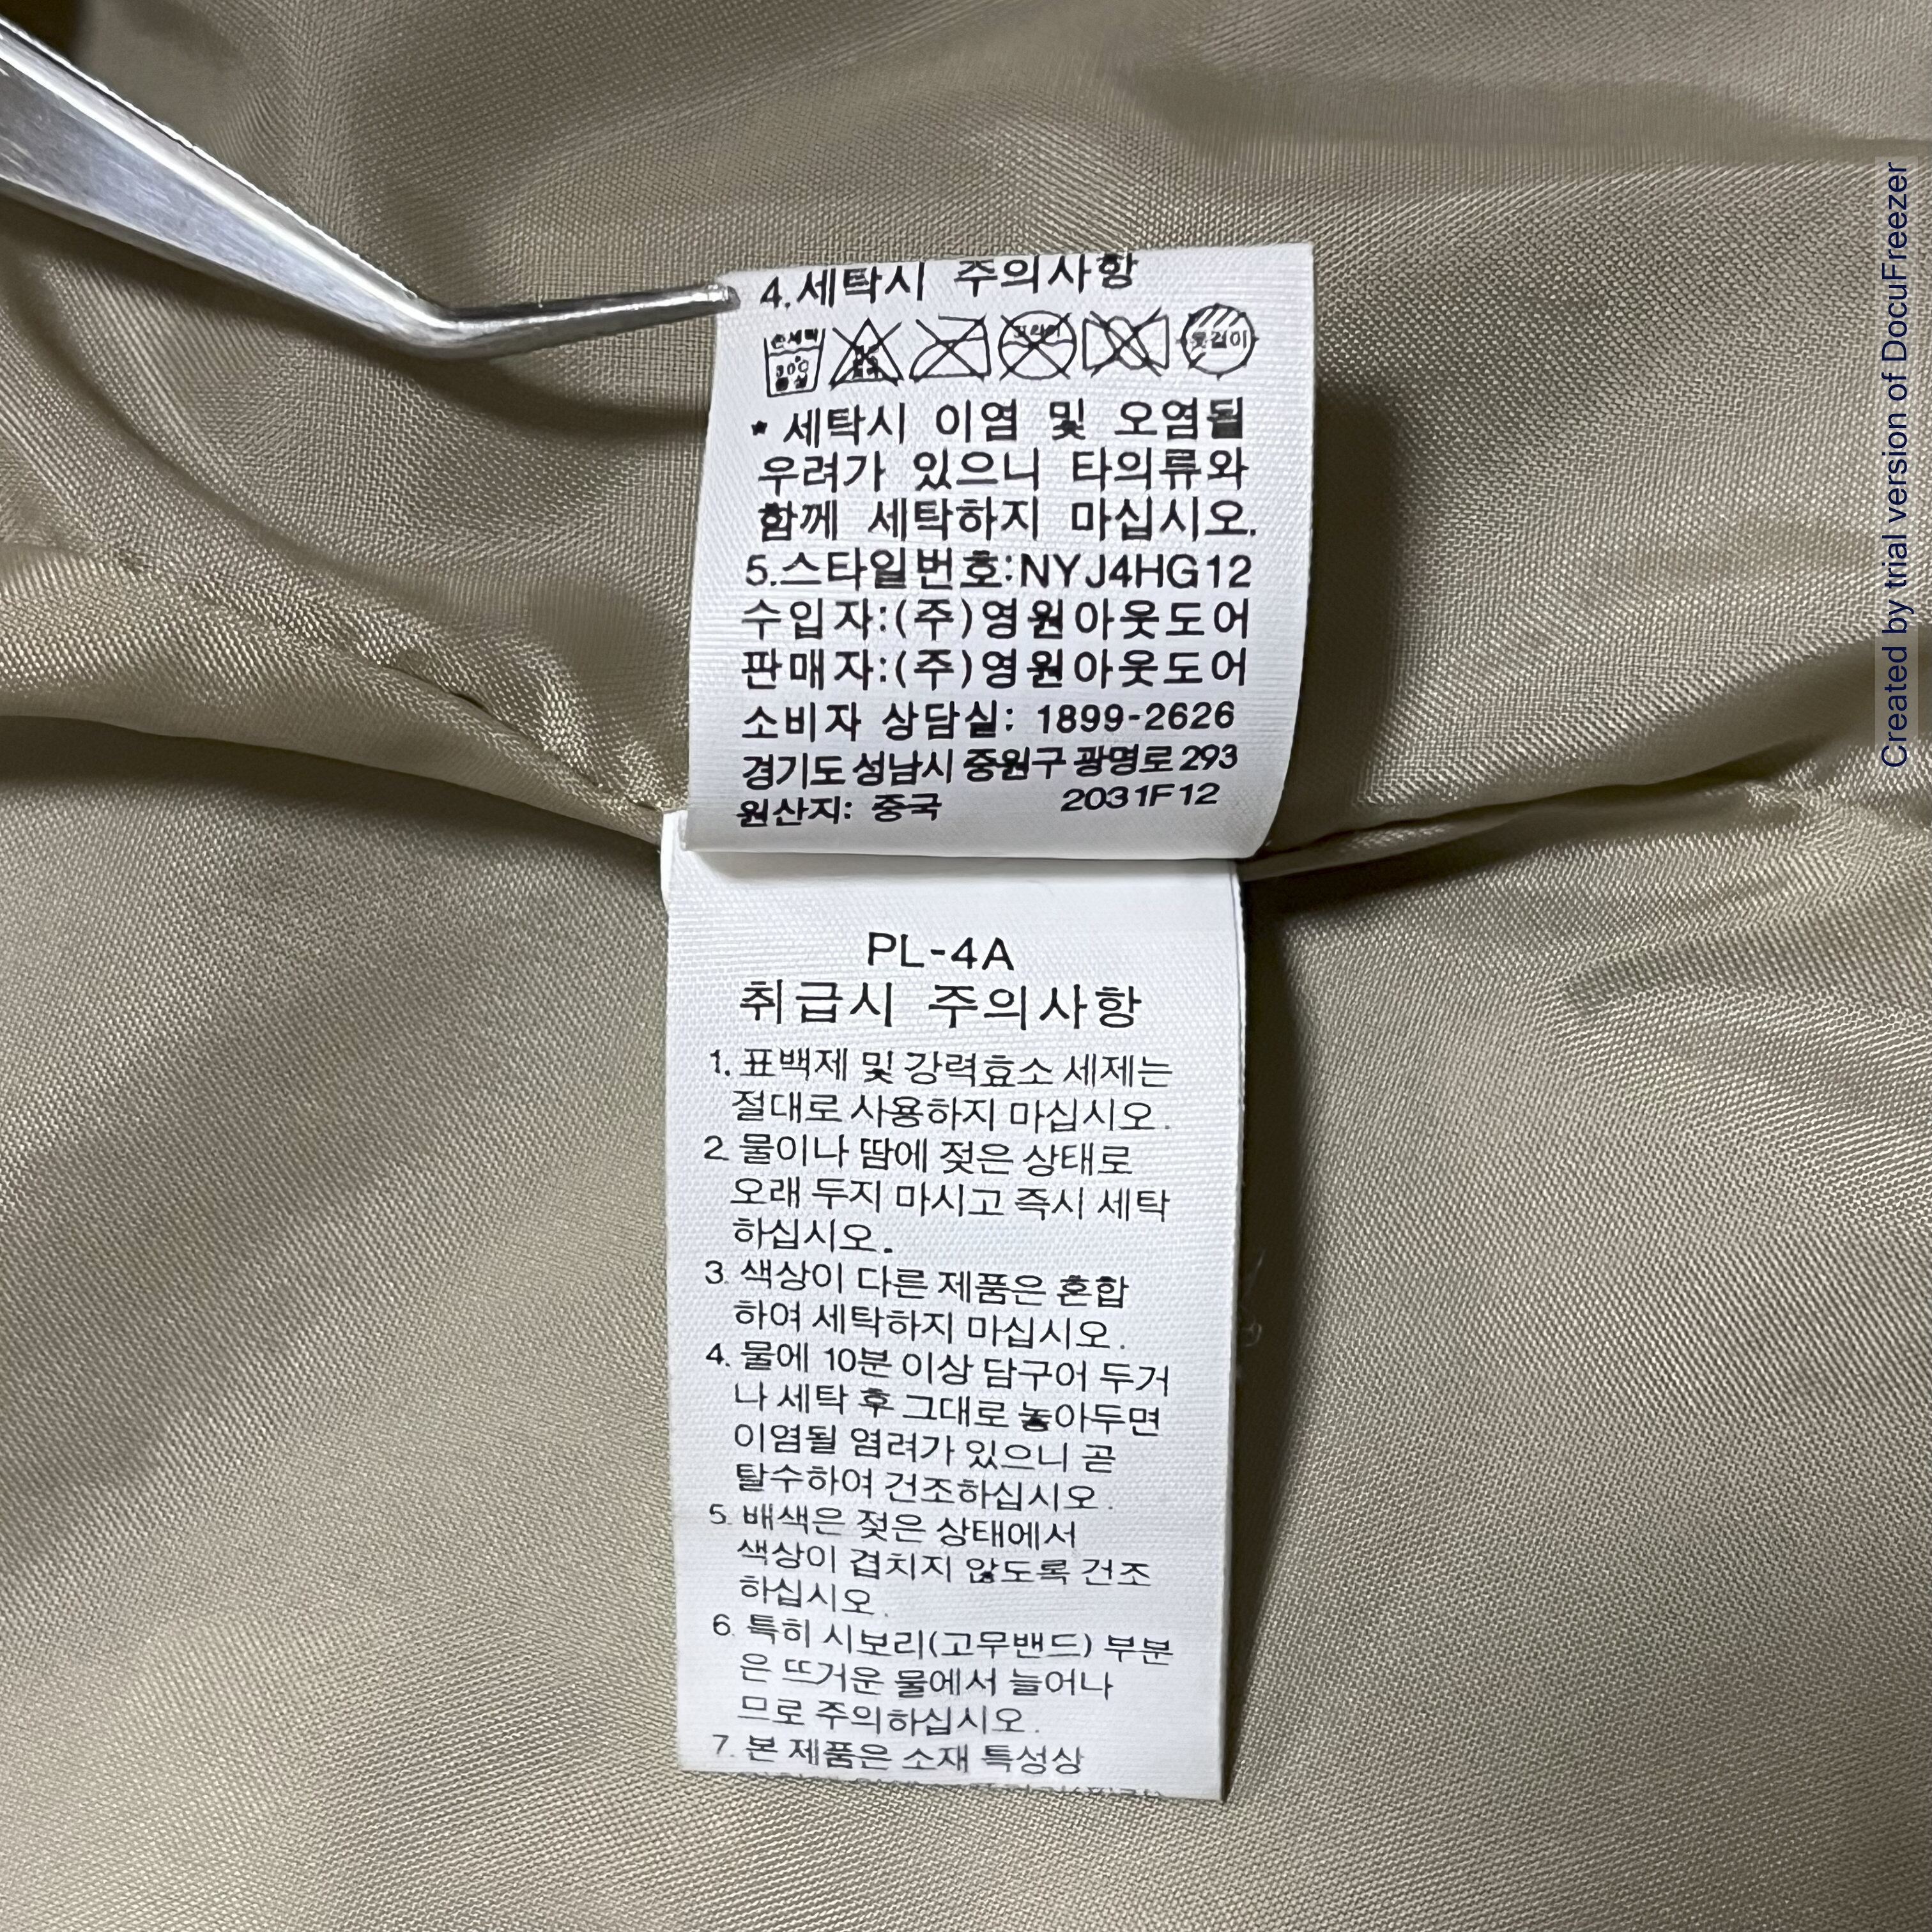 4.세탁시 주의사항
손세탁 드라이 옷걸이
30℃
중성
* 세탁시 이염 및 오염될
우려가 있으니 타의류와
함께 세탁하지 마십시오.
5.스타일번호:NYJ4HG12
수입자:(주)영원아웃도어
판매자:(주)영원아웃도어
소비자 상담실: 1899-2626
경기도 성남시 중원구 광명로 293
원산지: 중국 2031F12
PL-4A
취급시 주의사항
1. 표백제 및 강력효소 세제는
절대로 사용하지 마십시오.
2. 물이나 땀에 젖은 상태로
오래 두지 마시고 즉시 세탁
하십시오.
3. 색상이 다른 제품은 혼합
하여 세탁하지 마십시오.
4. 물에 10분 이상 담구어 두거
나 세탁 후 그대로 놓아두면
이염될 염려가 있으니 곧
탈수하여 건조하십시오.
5. 배색은 젖은 상태에서
색상이 겹치지 않도록 건조
하십시오.
6. 특히 시보리(고무밴드) 부분
은 뜨거운 물에서 늘어나
므로 주의하십시오.
7. 본 제품은 소재 특성상
Created by trial version of DocuFreezer